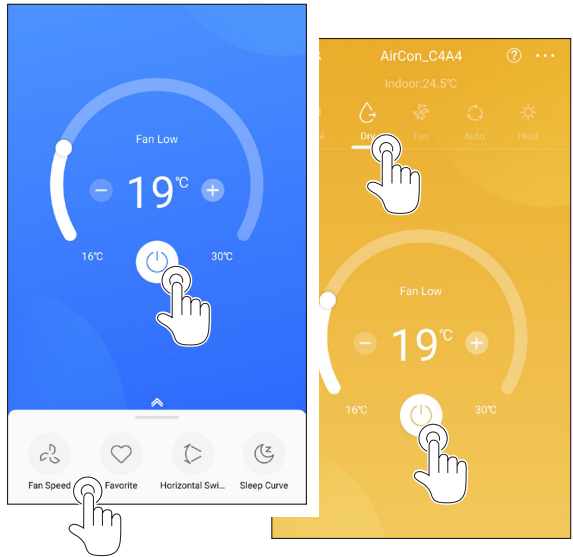 Fan Low
19°C
16°C
30°C
Fan Speed
Favorite
Horizontal Swi...
Sleep Curve
AirCon_C4A4
Indoor:24.5°C
Dry
Fan
Auto
Heat
Fan Low
19°C
16°C
30°C